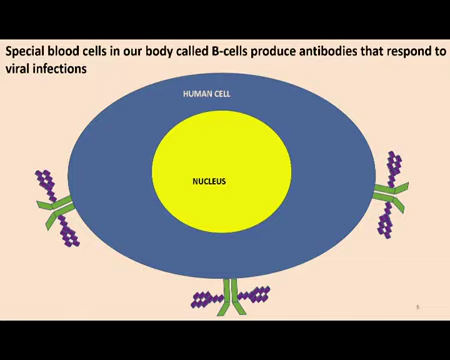 Special blood cells in our body called B-cells produce antibodies that respond to
viral infections
HUMAN CELL
NUCLEUS